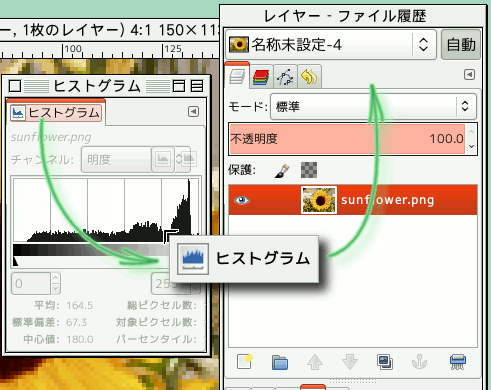 ー, 1枚のレイヤー) 4:1 150×113
100
125
ヒストグラム
ヒストグラム
sunflower.png
チャンネル: 明度
0
255
平均: 164.5 総ピクセル数:
標準偏差: 67.3 対象ピクセル数:
中心値: 180.0 パーセンタイル:
ヒストグラム
レイヤー - ファイル履歴
名称未設定-4 自動
モード: 標準
不透明度 100.0
保護:
sunflower.png